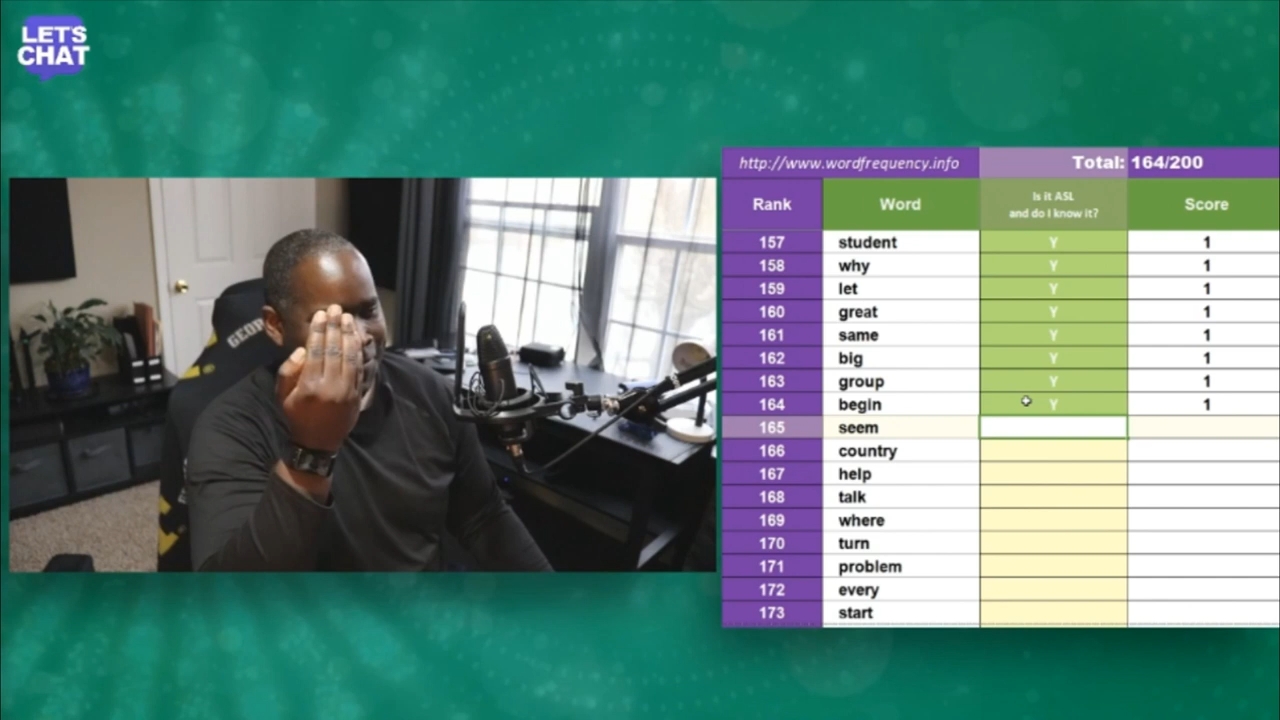 LET'S
CHAT
http://www.wordfrequency.info Total: 164/200
Rank Word Is it ASL and do I know it? Score
157 student Y 1
158 why Y 1
159 let Y 1
160 great Y 1
161 same Y 1
162 big Y 1
163 group Y 1
164 begin Y 1
165 seem
166 country
167 help
168 talk
169 where
170 turn
171 problem
172 every
173 start
GEOR